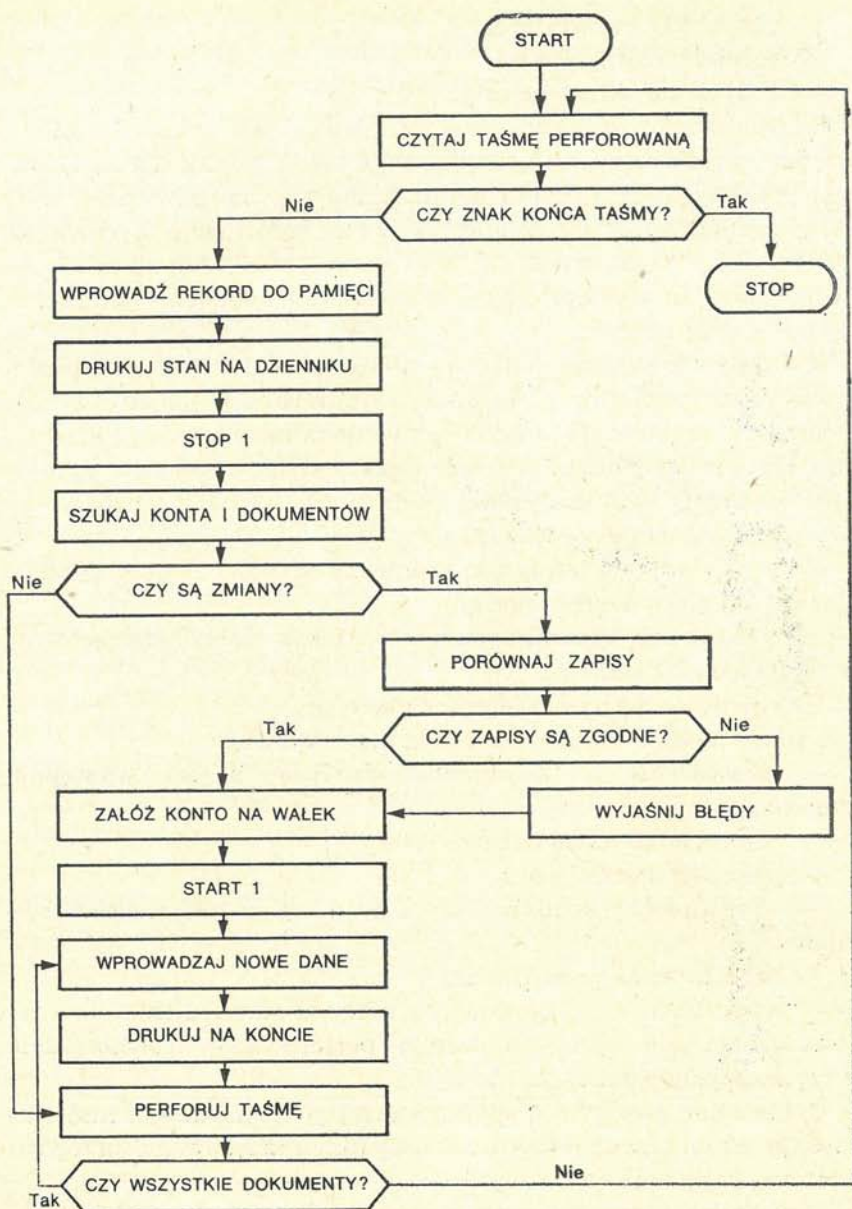 START
CZYTAJ TAŚMĘ PERFOROWANĄ
Nie
CZY ZNAK KOŃCA TAŚMY?
Tak
WPROWADŹ REKORD DO PAMIĘCI
STOP
DRUKUJ STAN NA DZIENNIKU
STOP 1
SZUKAJ KONTA I DOKUMENTÓW
Nie
CZY SĄ ZMIANY?
Tak
PORÓWNAJ ZAPISY
Tak
CZY ZAPISY SĄ ZGODNE?
Nie
ZAŁÓŻ KONTO NA WAŁEK
WYJAŚNIJ BŁĘDY
START 1
WPROWADZAJ NOWE DANE
DRUKUJ NA KONCIE
PERFORUJ TAŚMĘ
Tak
CZY WSZYSTKIE DOKUMENTY?
Nie